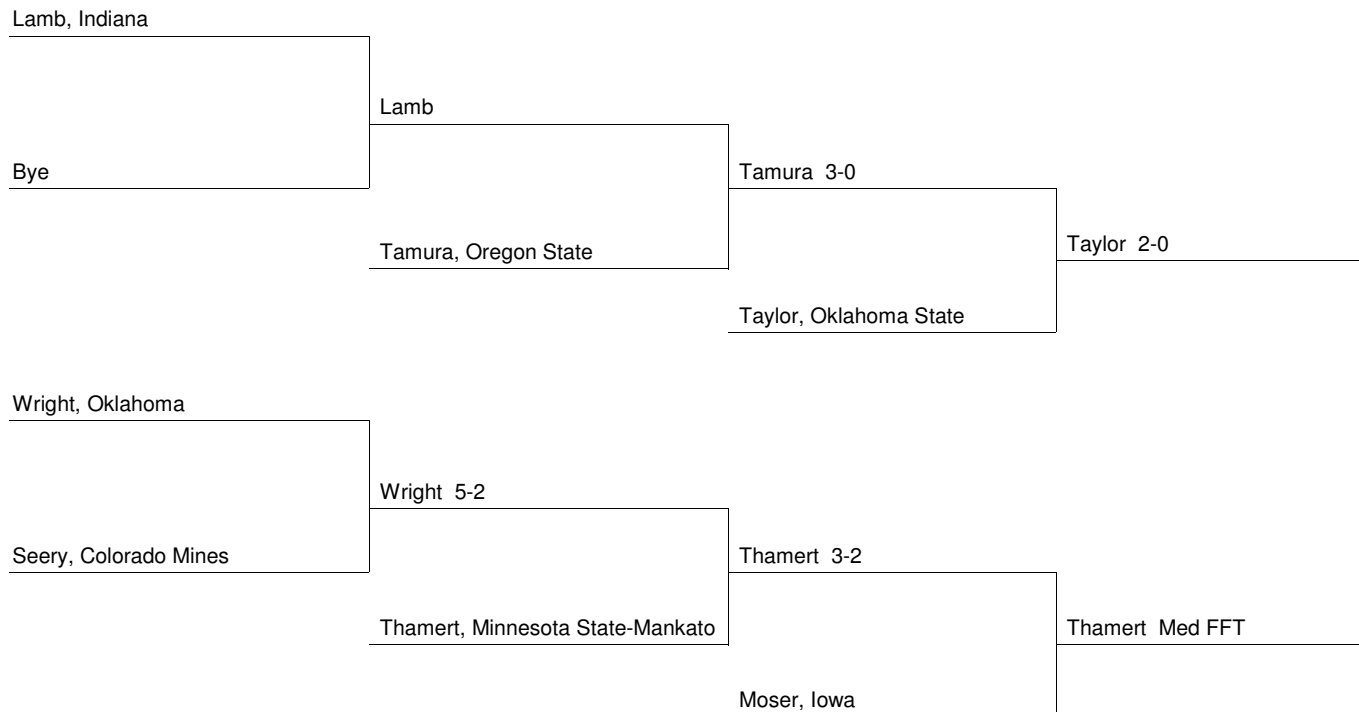 Lamb, Indiana
Lamb
Bye
Tamura 3-0
Tamura, Oregon State
Taylor 2-0
Taylor, Oklahoma State
Wright, Oklahoma
Wright 5-2
Seery, Colorado Mines
Thamert 3-2
Thamert, Minnesota State-Mankato
Thamert Med FFT
Moser, Iowa